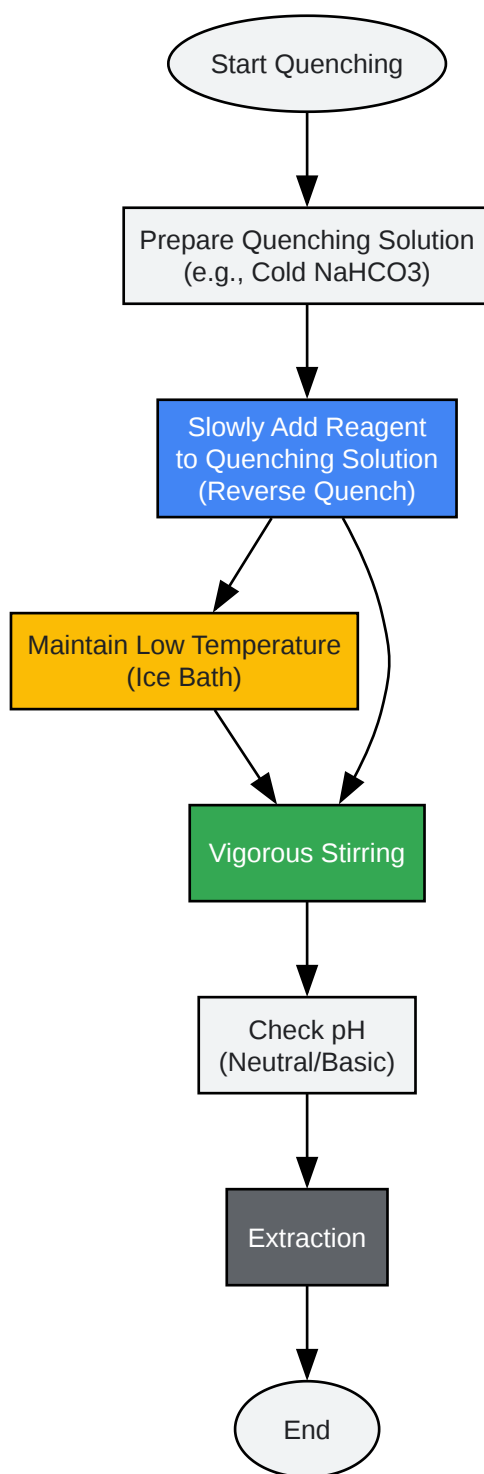 Start Quenching
Prepare Quenching Solution
(e.g., Cold NaHCO3)
Slowly Add Reagent
to Quenching Solution
(Reverse Quench)
Maintain Low Temperature
(Ice Bath)
Vigorous Stirring
Check pH
(Neutral/Basic)
Extraction
End